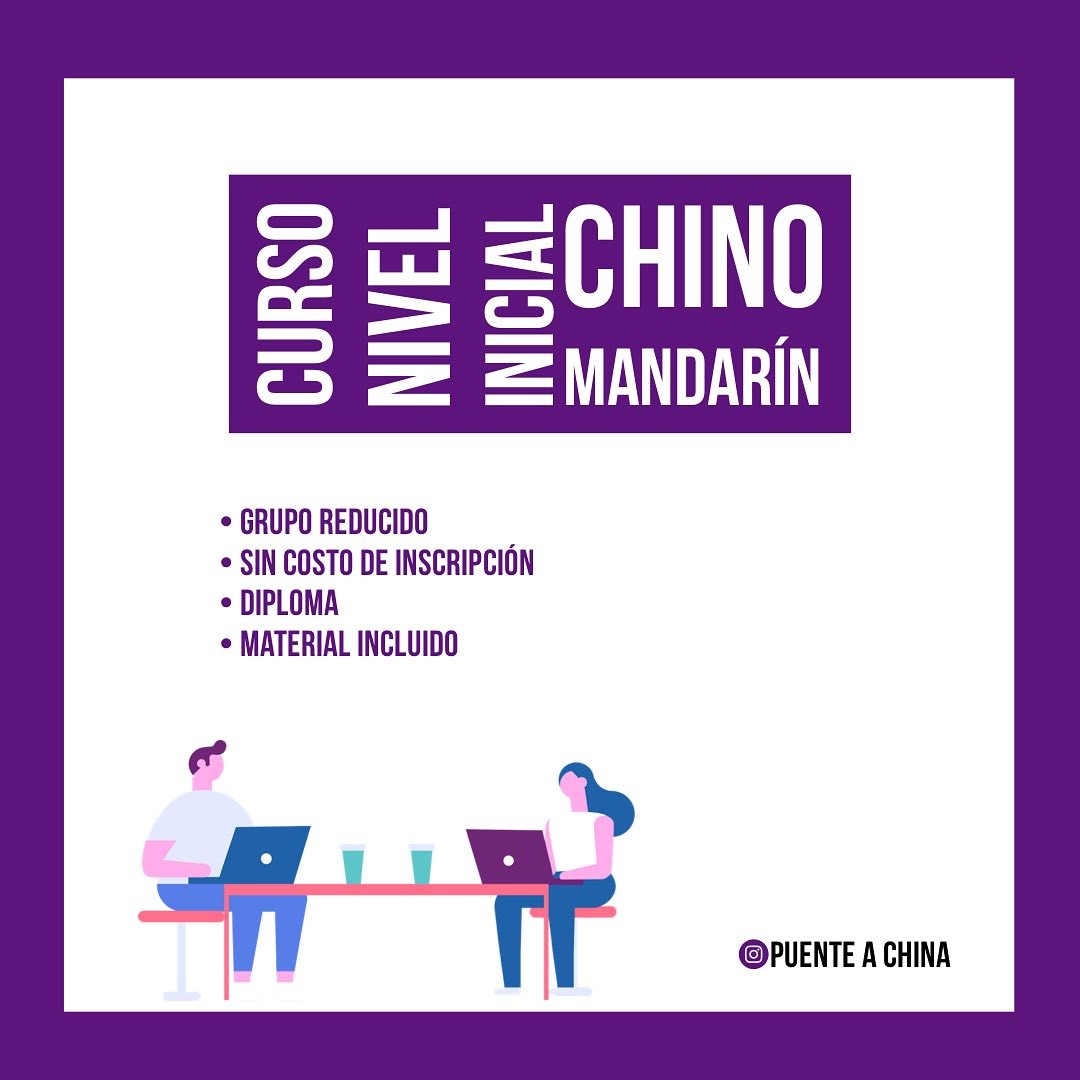 CURSO
NIVEL
INICIAL
CHINO
MANDARÍN
• GRUPO REDUCIDO
• SIN COSTO DE INSCRIPCIÓN
• DIPLOMA
• MATERIAL INCLUIDO
PUENTE A CHINA